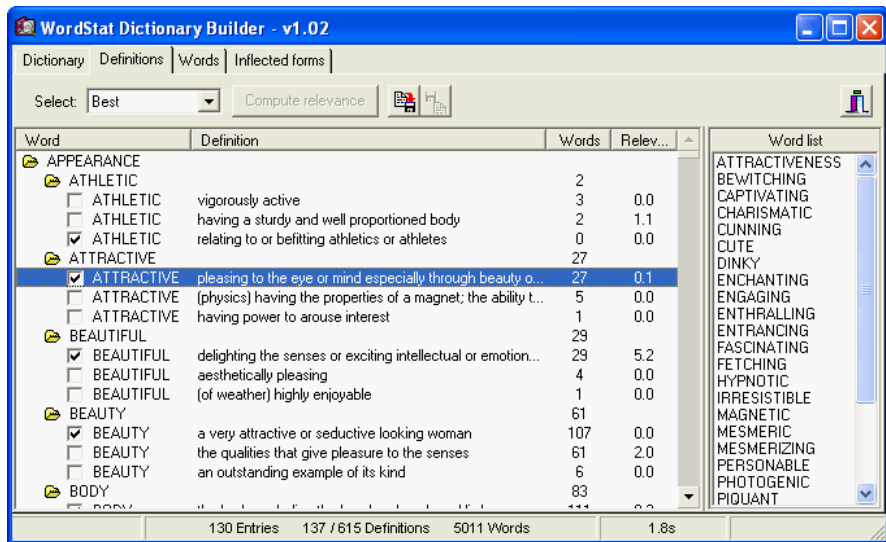 WordStat Dictionary Builder - v1.02
Dictionary Definitions Words Inflected forms
Select: Best Compute relevance
Word Definition Words Relev...
APPEARANCE
ATHLETIC 2
ATHLETIC vigorously active 3 0.0
ATHLETIC having a sturdy and well proportioned body 2 1.1
ATHLETIC relating to or befitting athletics or athletes 0 0.0
ATTRACTIVE 27
ATTRACTIVE pleasing to the eye or mind especially through beauty o... 27 0.1
ATTRACTIVE (physics) having the properties of a magnet; the ability t... 5 0.0
ATTRACTIVE having power to arouse interest 1 0.0
BEAUTIFUL 29
BEAUTIFUL delighting the senses or exciting intellectual or emotion... 29 5.2
BEAUTIFUL aesthetically pleasing 4 0.0
BEAUTIFUL (of weather) highly enjoyable 1 0.0
BEAUTY 61
BEAUTY a very attractive or seductive looking woman 107 0.0
BEAUTY the qualities that give pleasure to the senses 61 2.0
BEAUTY an outstanding example of its kind 6 0.0
BODY 83
Word list
ATTRACTIVENESS
BEWITCHING
CAPTIVATING
CHARISMATIC
CUNNING
CUTE
DINKY
ENCHANTING
ENGAGING
ENTHRALLING
ENTRANCING
FASCINATING
FETCHING
HYPNOTIC
IRRESISTIBLE
MAGNETIC
MESMERIC
MESMERIZING
PERSONABLE
PHOTOGENIC
PIQUANT
130 Entries 137 / 615 Definitions 5011 Words 1.8s